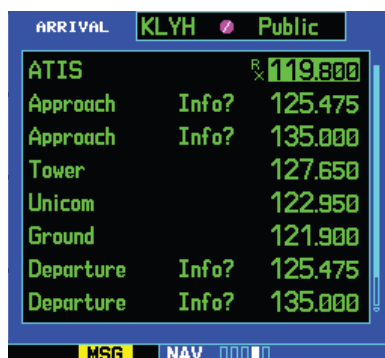 ARRIVAL KLYH Public
ATIS Rx 119.800
Approach Info? 125.475
Approach Info? 135.000
Tower 127.650
Unicom 122.950
Ground 121.900
Departure Info? 125.475
Departure Info? 135.000
MSG NAV